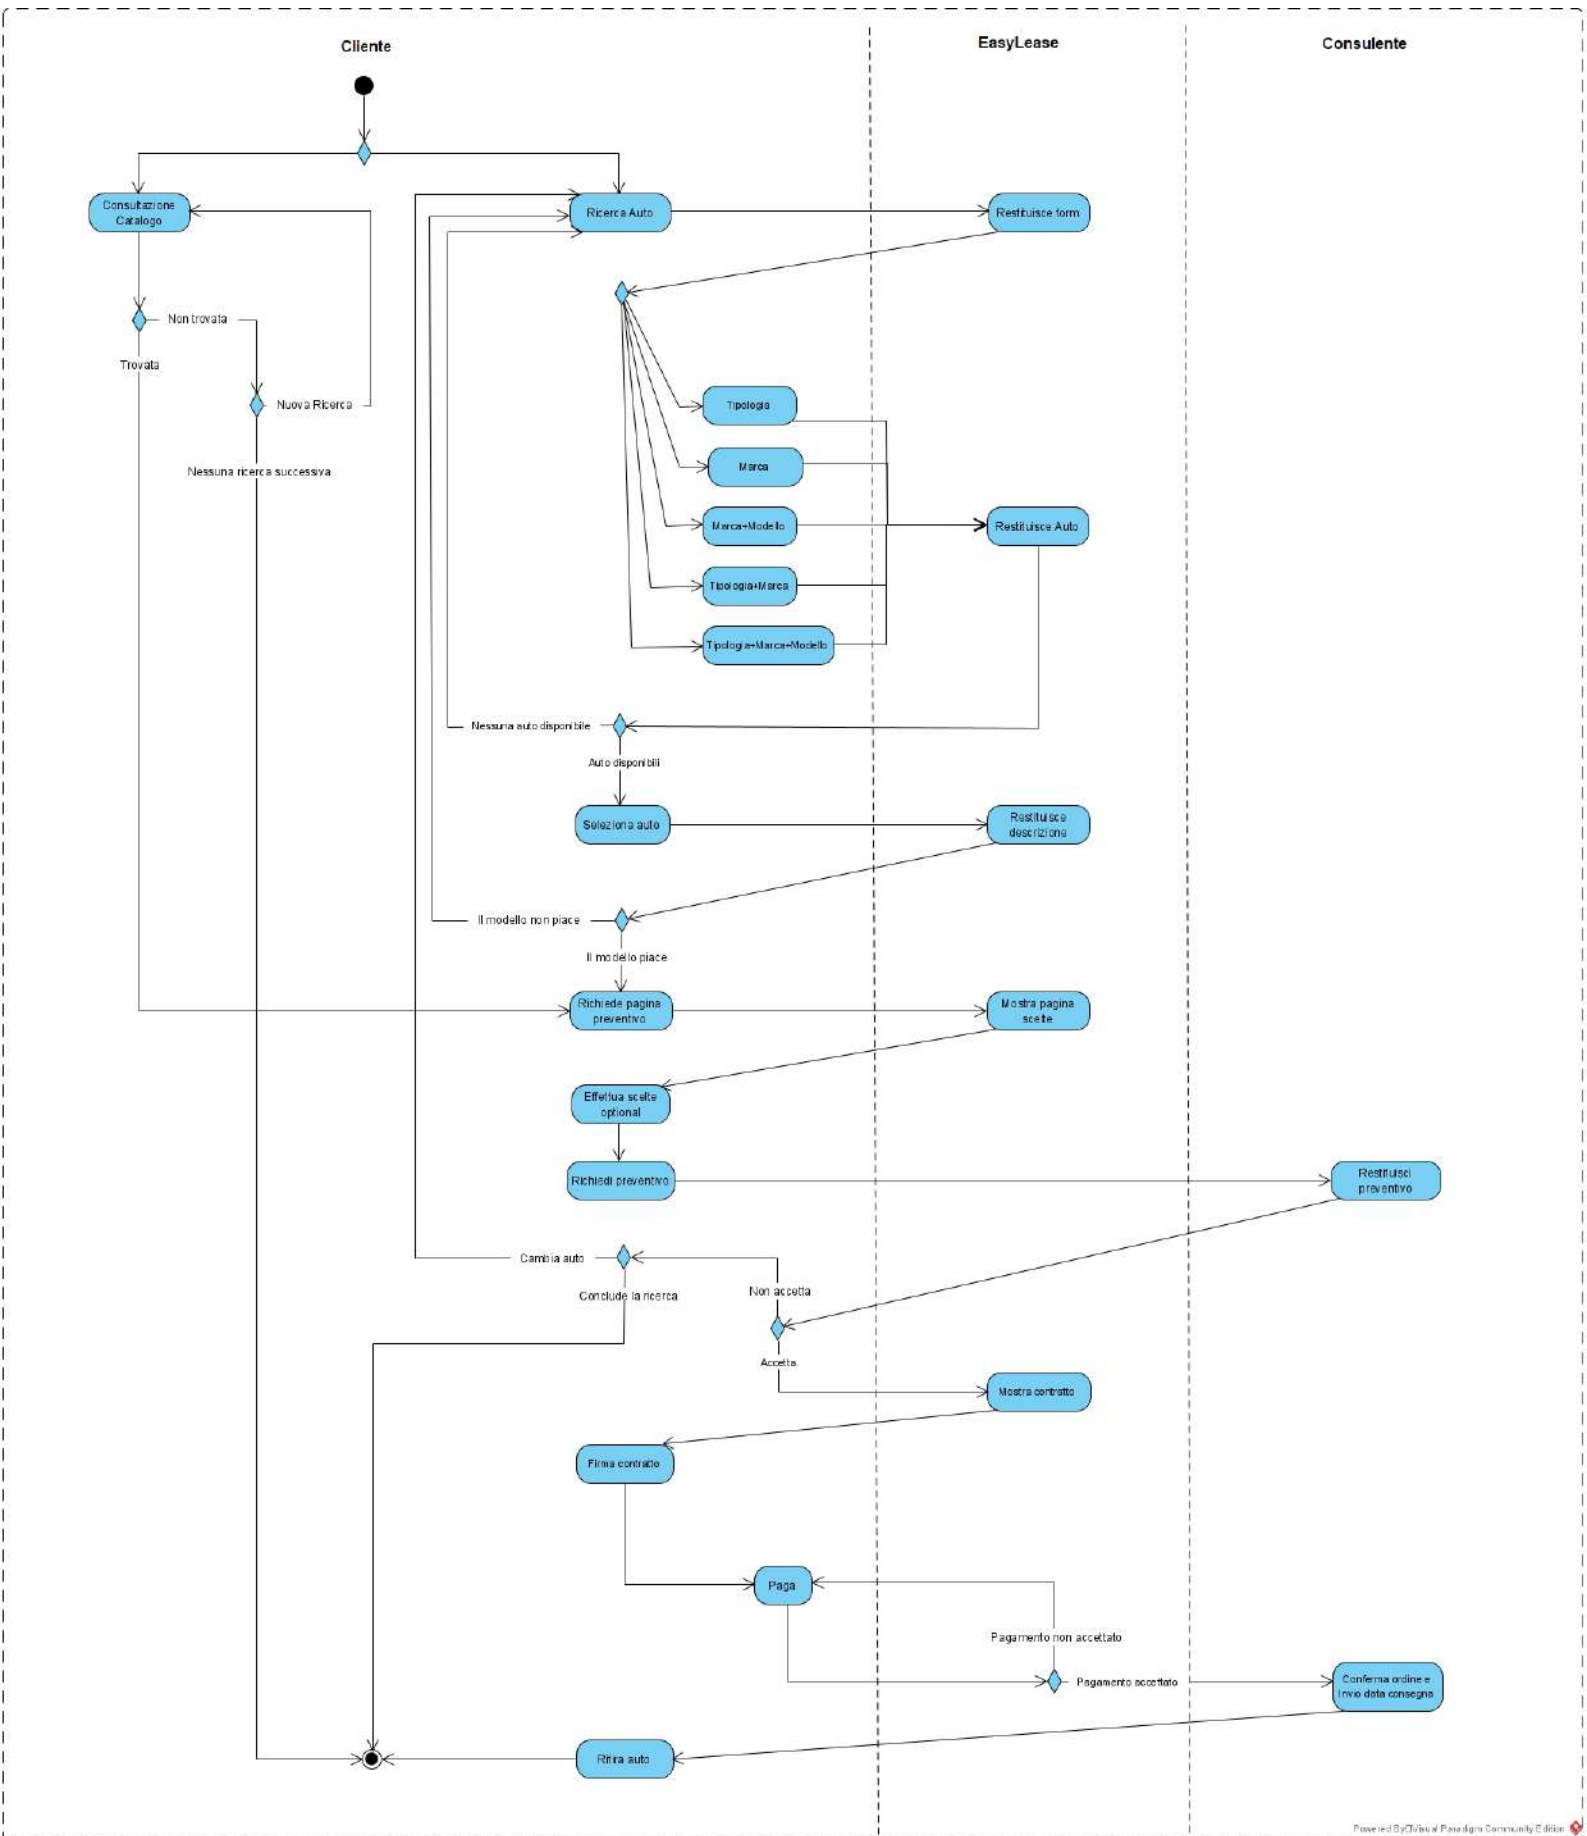 Cliente
EasyLease
Consulente
Consultazione
Catalogo
Ricerca Auto
Restituisce form
Non trovata
Trovata
Nuova Ricerca
Tipologia
Nessuna ricerca successiva
Marca
Marca+Modello
Restituisce Auto
Tipologia+Marca
Tipologia+Marca+Modello
Nessuna auto disponibile
Auto disponibili
Seleziona auto
Restituisce
descrizione
Il modello non piace
Il modello piace
Richiede pagina
preventivo
Mostra pagina
scelte
Effettua scelte
optional
Richiedi preventivo
Restituisci
preventivo
Cambia auto
Conclude la ricerca
Non accetta
Accetta
Mostra contratto
Firma contratto
Paga
Pagamento non accettato
Pagamento accettato
Conferma ordine e
invio data consegna
Ritira auto
Powered By Visual Paradigm Community Edition